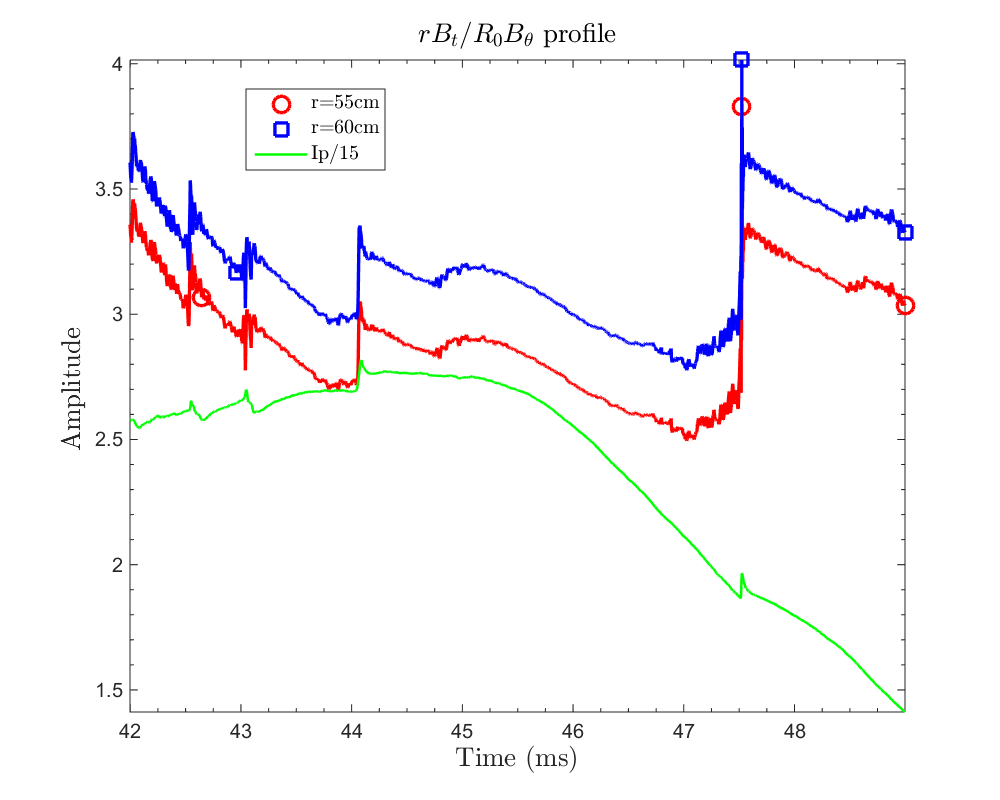 rB_t/R_0B_θ profile
r=55cm
r=60cm
Ip/15
Amplitude
4
3.5
3
2.5
2
1.5
42 43 44 45 46 47 48
Time (ms)